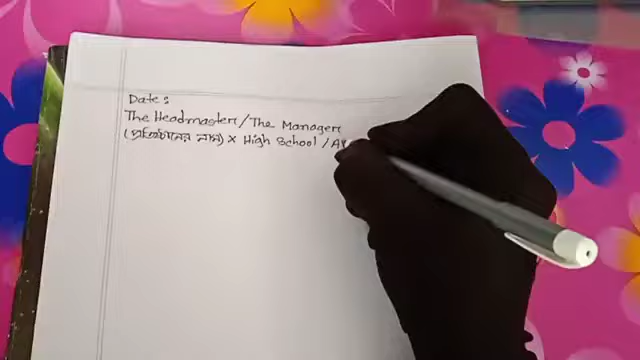 Date:
The Headmaster/The Manager
(প্রতিষ্ঠানের নাম) × High School /